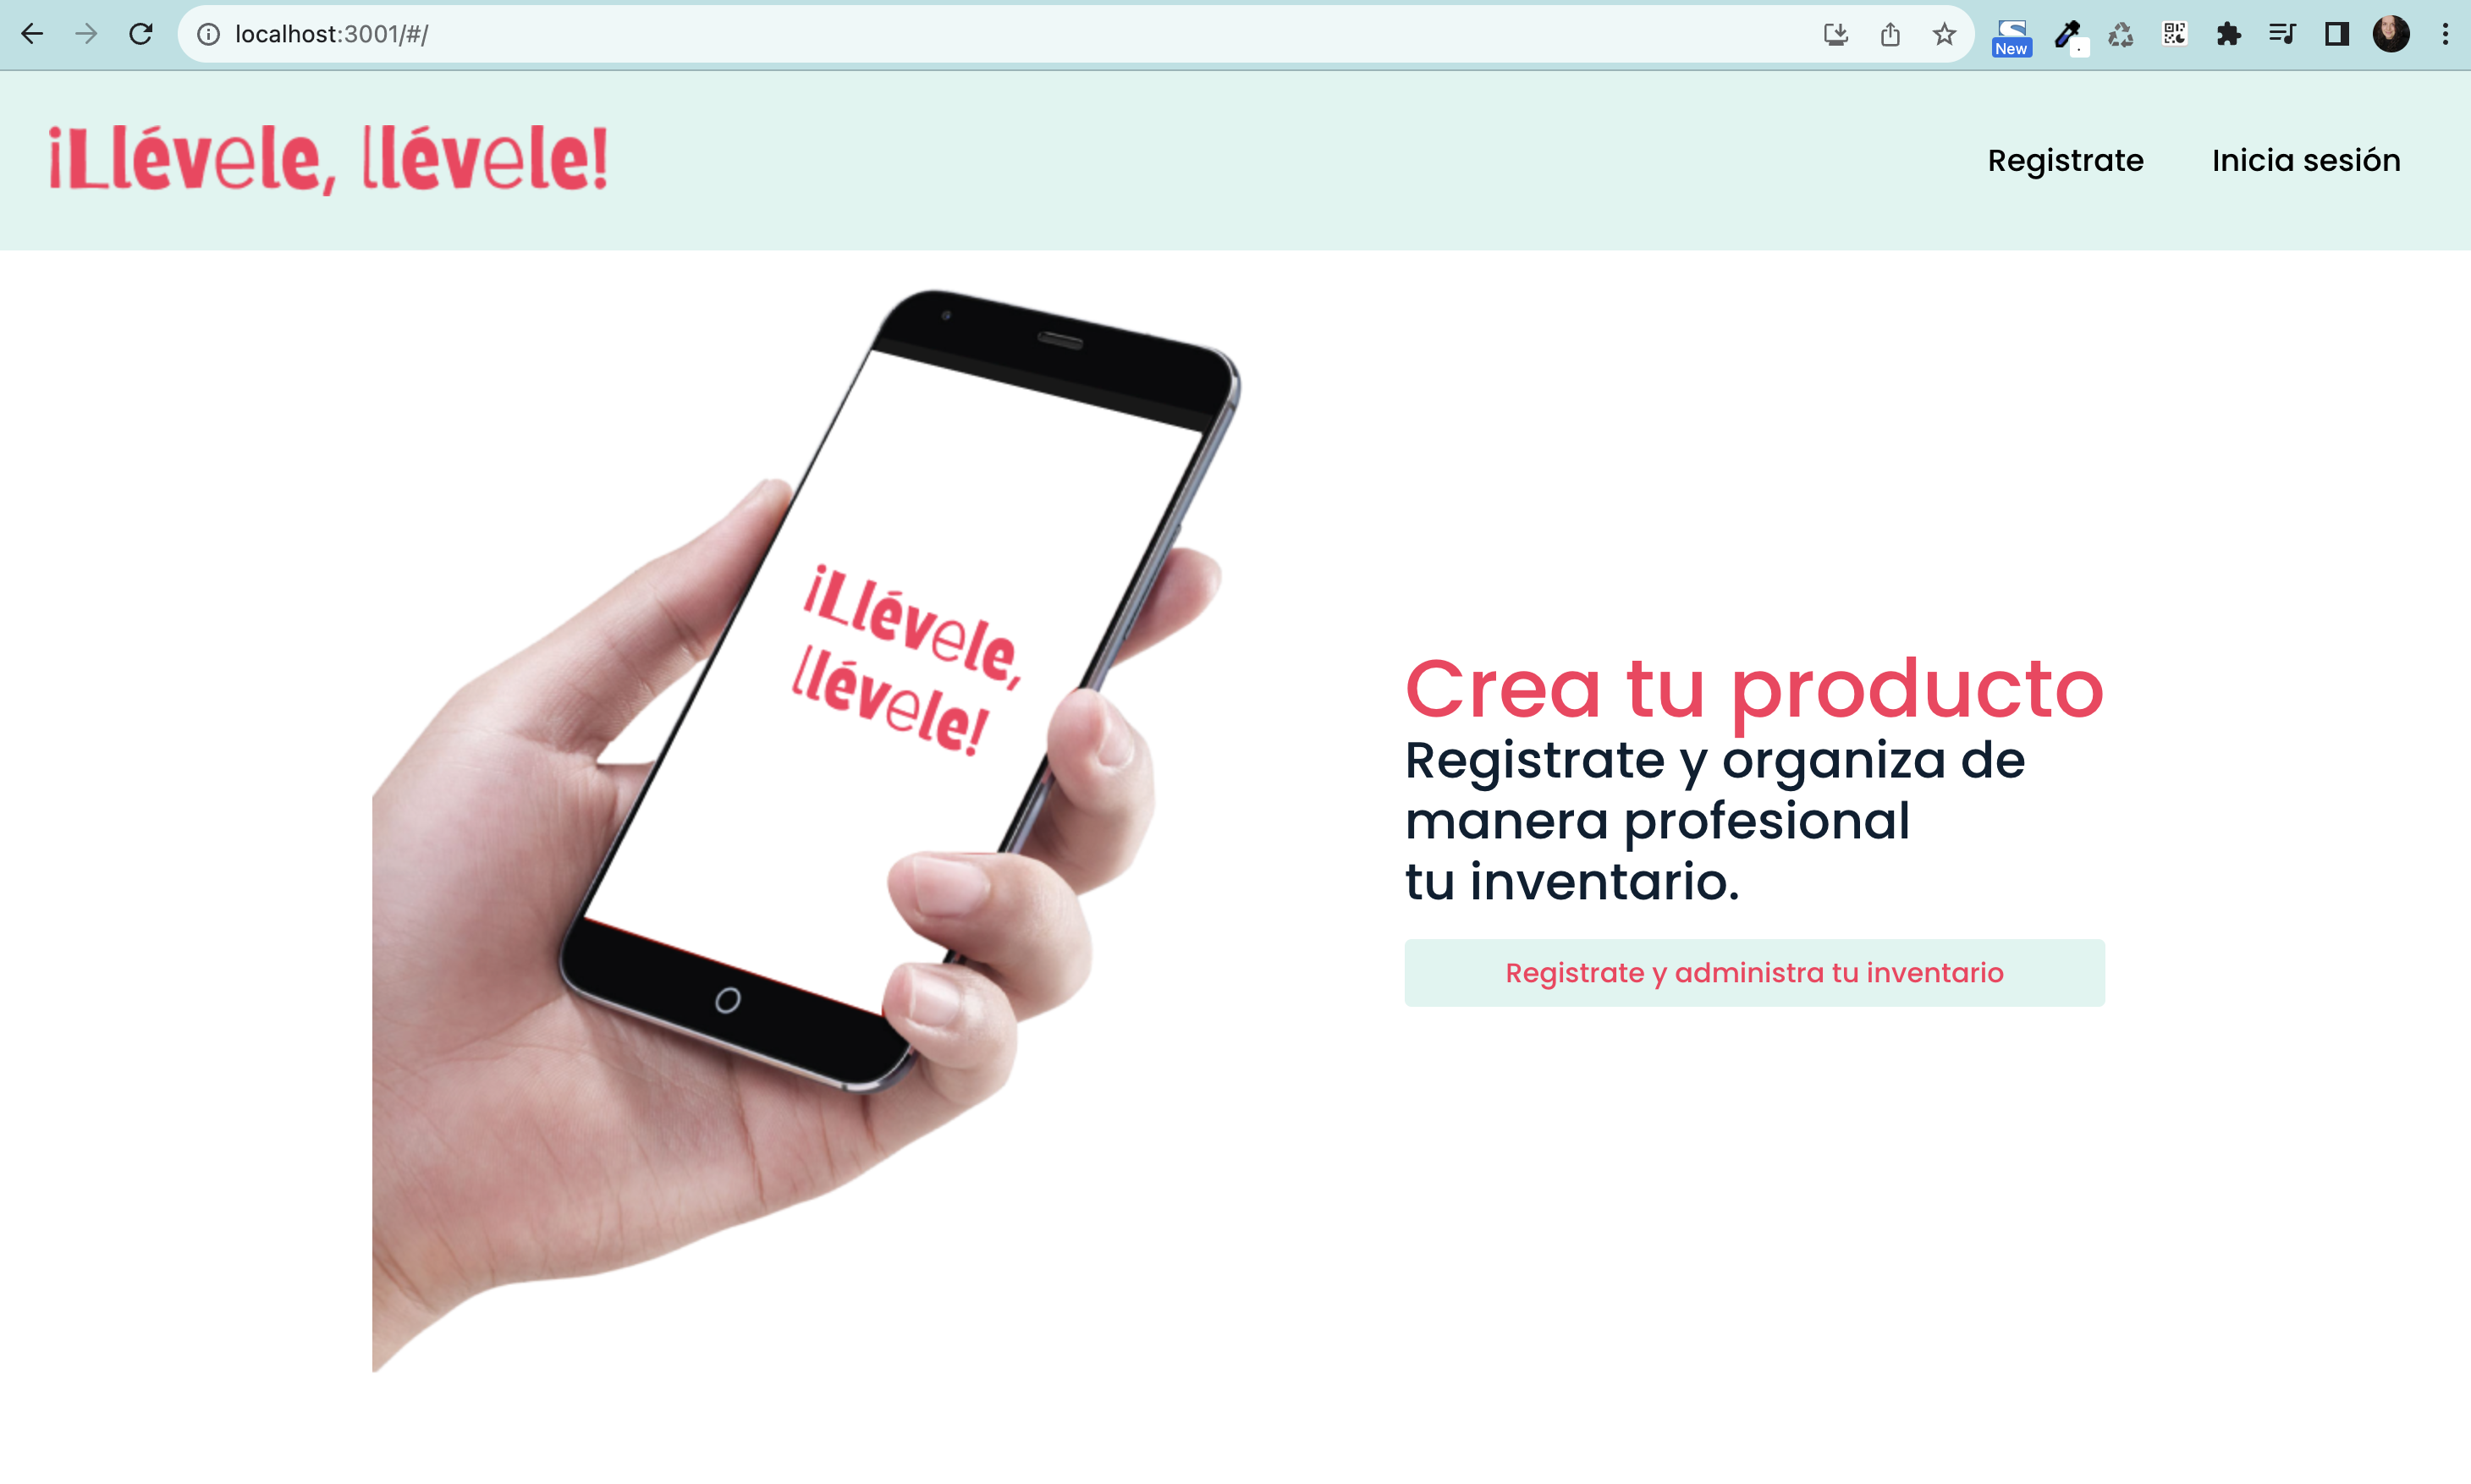 localhost:3001/#/
New
¡Llévele, llévele!
Registrate
Inicia sesión
¡Llévele,
llévele!
Crea tu producto
Registrate y organiza de
manera profesional
tu inventario.
Registrate y administra tu inventario